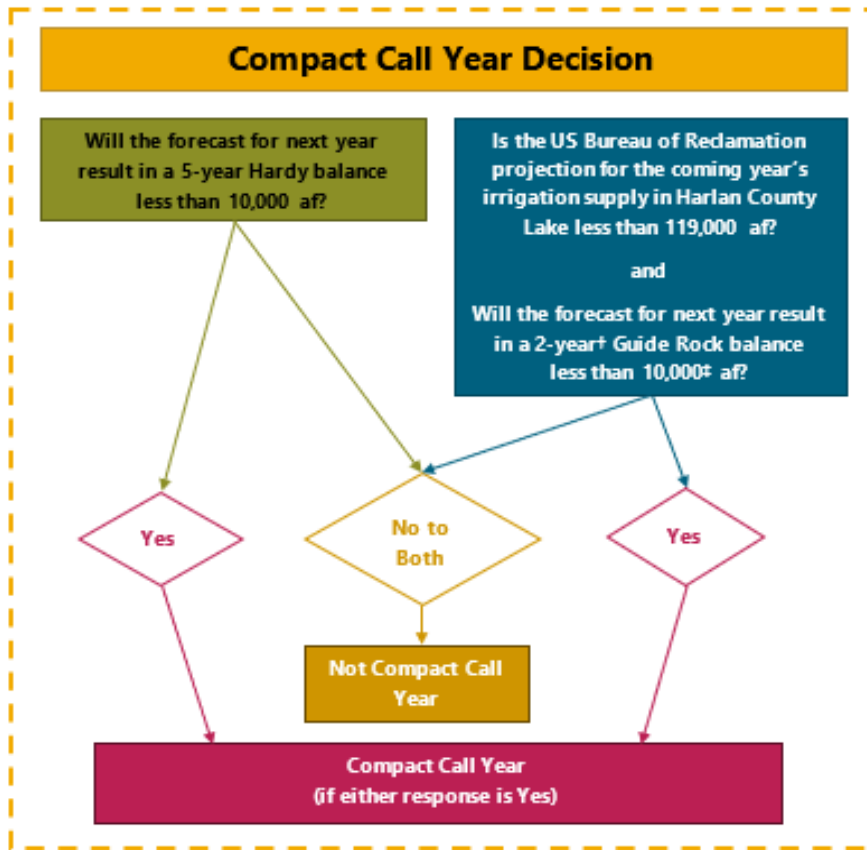 Compact Call Year Decision
Will the forecast for next year
result in a 5-year Hardy balance
less than 10,000 af?
Is the US Bureau of Reclamation
projection for the coming year's
irrigation supply in Harlan County
Lake less than 119,000 af?
and
Will the forecast for next year result
in a 2-year† Guide Rock balance
less than 10,000‡ af?
Yes
No to
Both
Yes
Not Compact Call
Year
Compact Call Year
(if either response is Yes)